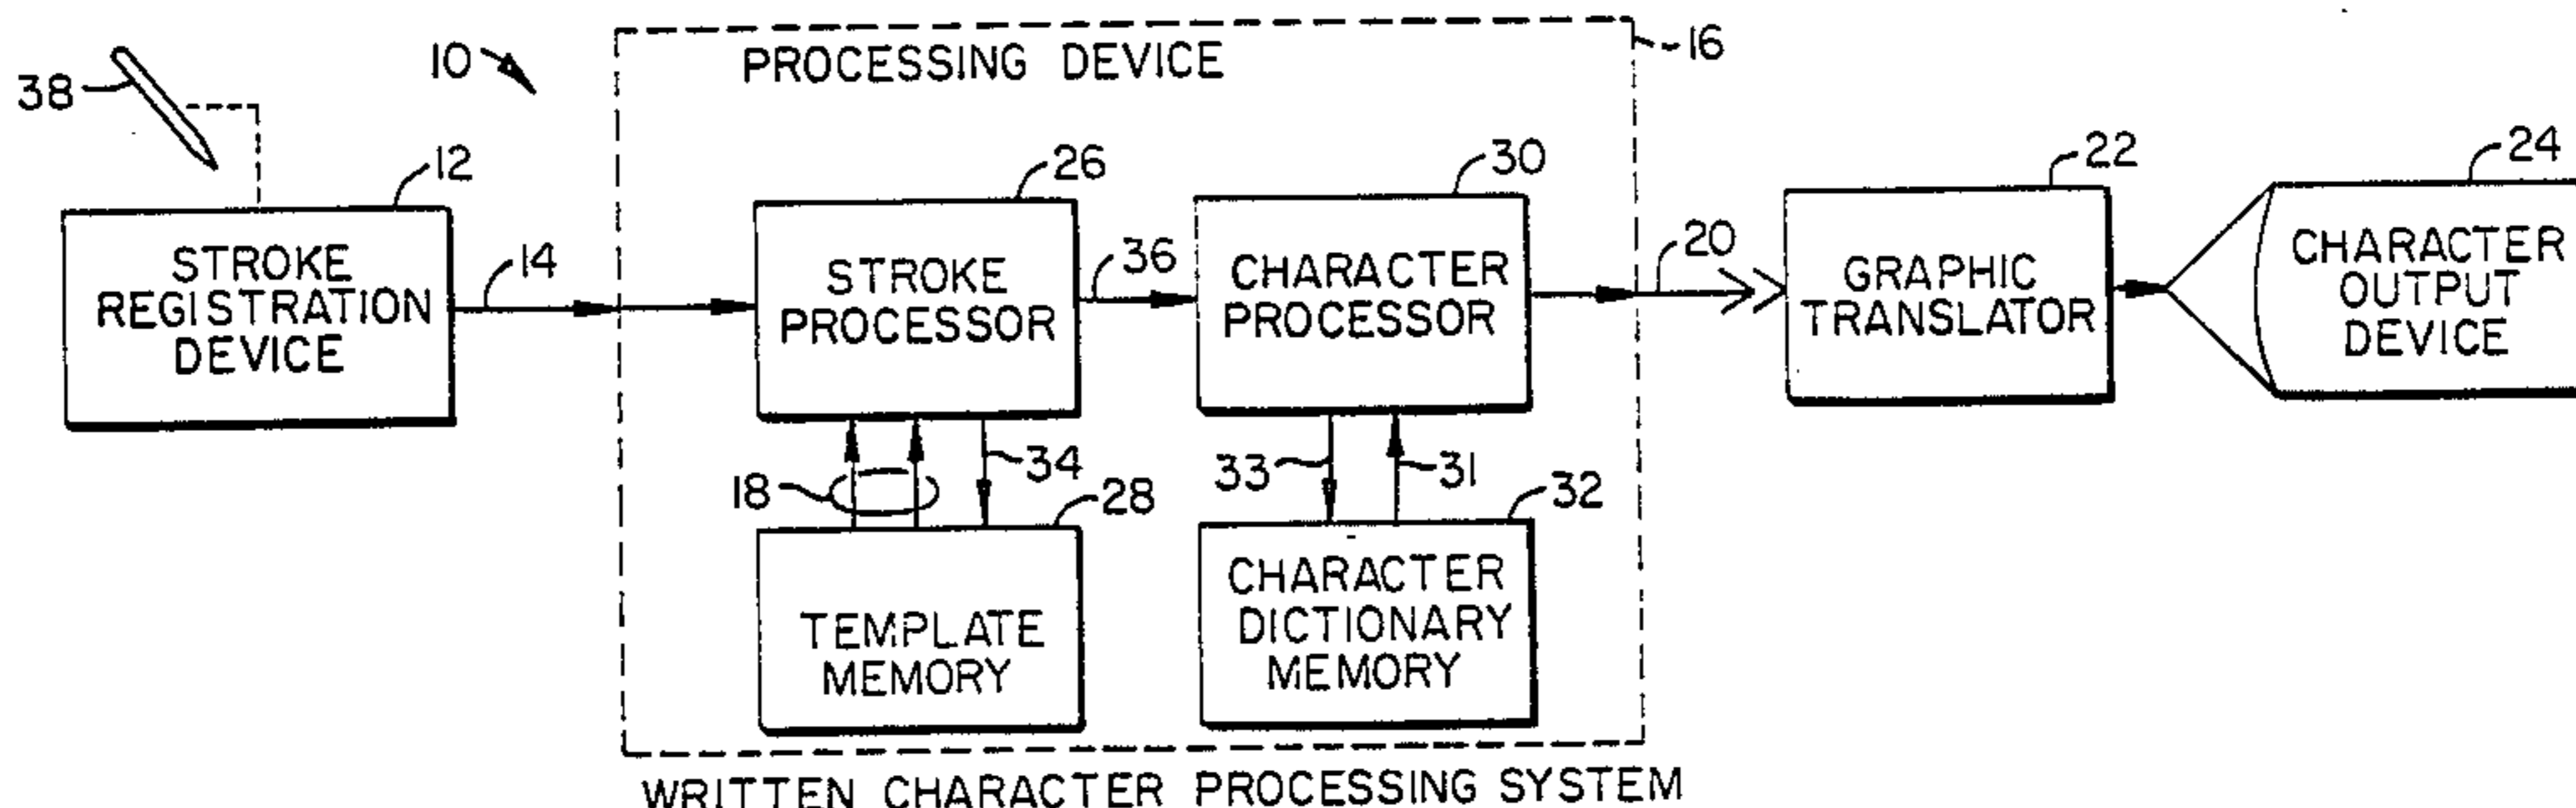 10
PROCESSING DEVICE
16
38
12
STROKE
REGISTRATION
DEVICE
14
26
STROKE
PROCESSOR
36
30
CHARACTER
PROCESSOR
20
22
GRAPHIC
TRANSLATOR
24
CHARACTER
OUTPUT
DEVICE
18
34
28
TEMPLATE
MEMORY
33
31
32
CHARACTER
DICTIONARY
MEMORY
WRITTEN CHARACTER PROCESSING SYSTEM